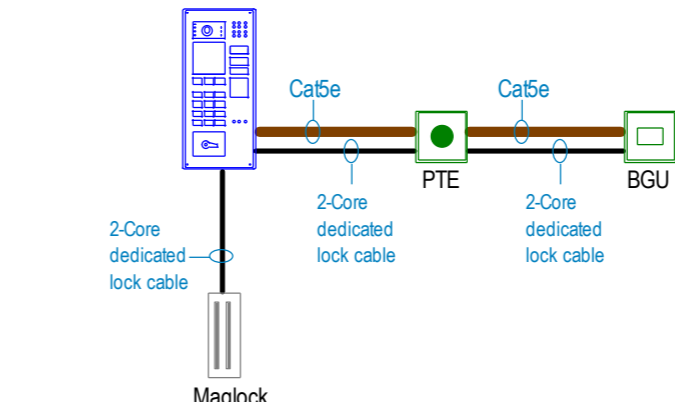 Cat5e
Cat5e
PTE
BGU
2-Core
dedicated
lock cable
2-Core
dedicated
lock cable
2-Core
dedicated
lock cable
Maglock